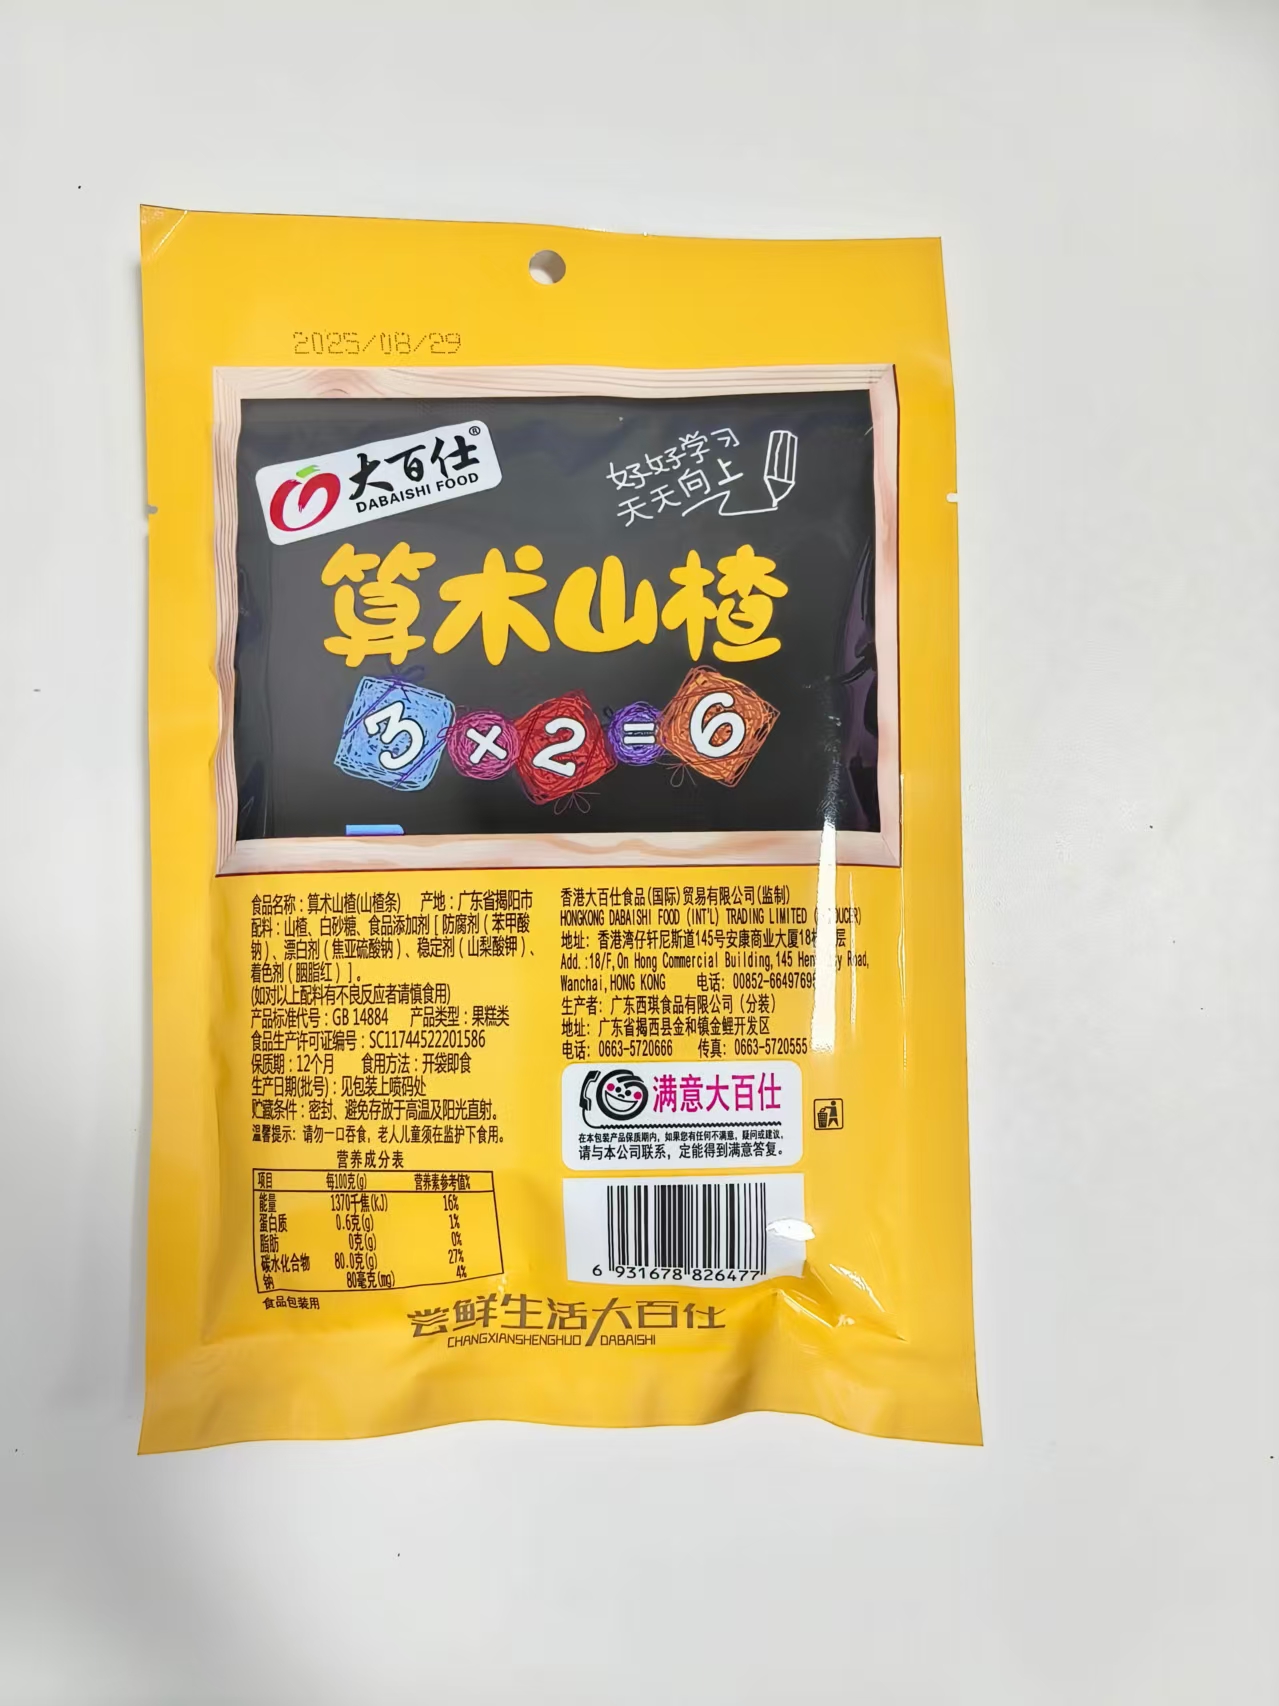 2025/08/29
大百仕®
DABAISHI FOOD
好好学习
天天向上
算术山楂
3×2=6
食品名称:算术山楂(山楂条) 产地:广东省揭阳市
配料:山楂、白砂糖、食品添加剂[防腐剂(苯甲酸
钠)、漂白剂(焦亚硫酸钠)、稳定剂(山梨酸钾)、
着色剂(胭脂红)]。
(如对以上配料有不良反应者请慎食用)
产品标准代号:GB 14884 产品类型:果糕类
食品生产许可证编号:SC11744522201586
保质期:12个月 食用方法:开袋即食
生产日期(批号):见包装上喷码处
贮藏条件:密封、避免存放于高温及阳光直射。
温馨提示:请勿一口吞食,老人儿童须在监护下食用。
营养成分表
项目 每100克(g) 营养素参考值%
能量 1370千焦(kJ) 16%
蛋白质 0.6克(g) 1%
脂肪 0克(g) 0%
碳水化合物 80.0克(g) 27%
钠 80毫克(mg) 4%
食品包装用
香港大百仕食品(国际)贸易有限公司(监制)
HONGKONG DABAISHI FOOD (INT'L) TRADING LIMITED
地址:香港湾仔轩尼斯道145号安康商业大厦18 层
Add.:18/F,On Hong Commercial Building,145 Road,
Wanchai,HONG KONG 电话:00852-6649769
生产者:广东西琪食品有限公司(分装)
地址:广东省揭西县金和镇金鲤开发区
电话:0663-5720666 传真:0663-5720555
满意大百仕
在本包装产品保质期内,如果您有任何不满意、疑问或建议,
请与本公司联系,定能得到满意答复。
6 931678 826477
尝鲜生活/大百仕
CHANGXIANSHENGHUO/DABAISHI